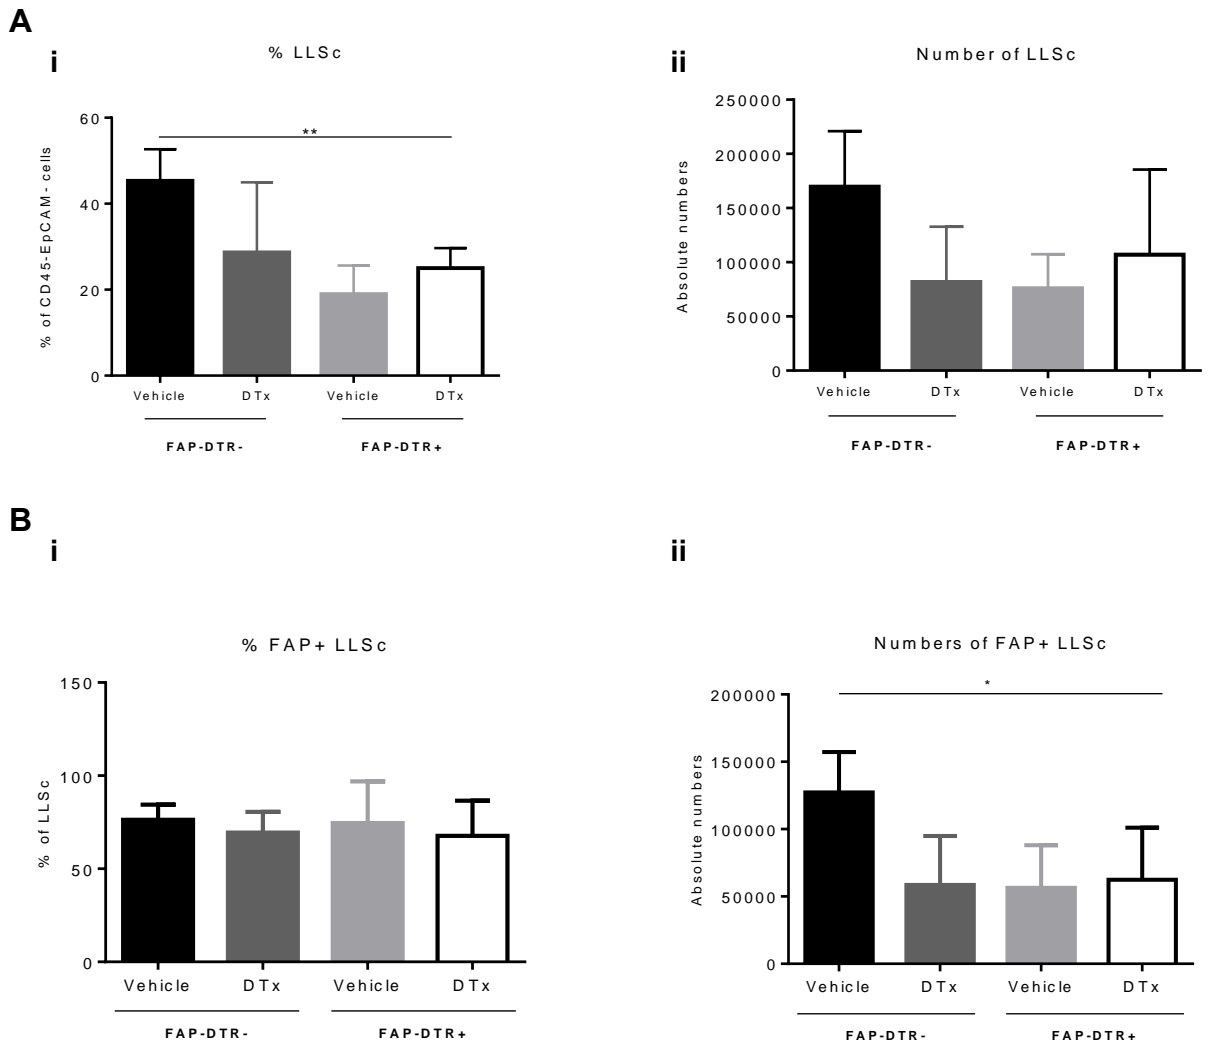 A
i
% LLSc
% of CD45-EpCAM- cells
60
40
20
0
**
Vehicle DTx Vehicle DTx
FAP-DTR- FAP-DTR+
ii
Number of LLSc
Absolute numbers
250000
200000
150000
100000
50000
0
Vehicle DTx Vehicle DTx
FAP-DTR- FAP-DTR+
B
i
% FAP+ LLSc
% of LLSc
150
100
50
0
Vehicle DTx Vehicle DTx
FAP-DTR- FAP-DTR+
ii
Numbers of FAP+ LLSc
Absolute numbers
*
200000
150000
100000
50000
0
Vehicle DTx Vehicle DTx
FAP-DTR- FAP-DTR+